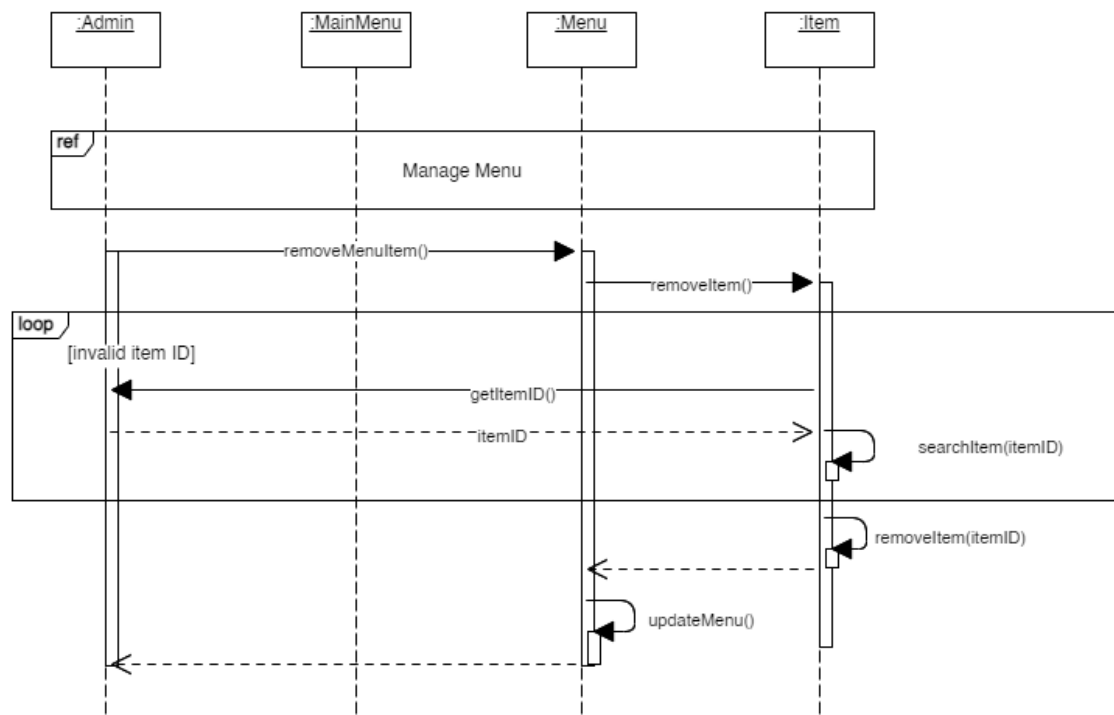 :Admin
:MainMenu
:Menu
:Item
ref
Manage Menu
removeMenuItem()
removeItem()
loop
[invalid item ID]
getItemID()
itemID
searchItem(itemID)
removeItem(itemID)
updateMenu()